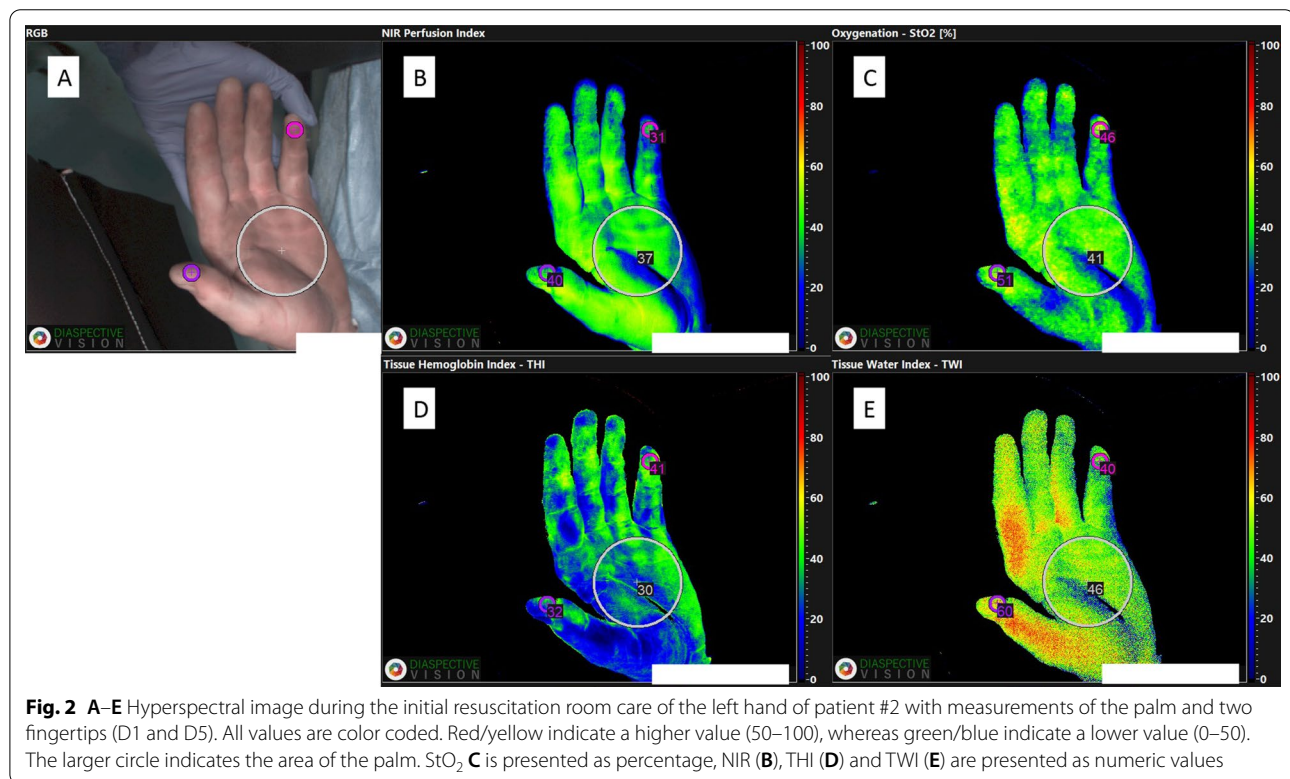 RGB
A
DIASPECTIVE
VISION
NIR Perfusion Index
B
31
37
40
100
80
60
40
20
0
DIASPECTIVE
VISION
Oxygenation - StO2 [%]
C
46
41
51
100
80
60
40
20
0
DIASPECTIVE
VISION
Tissue Hemoglobin Index - THI
D
41
30
32
100
80
60
40
20
0
DIASPECTIVE
VISION
Tissue Water Index - TWI
E
40
46
60
100
80
60
40
20
0
DIASPECTIVE
VISION
Fig. 2 A–E Hyperspectral image during the initial resuscitation room care of the left hand of patient #2 with measurements of the palm and two
fingertips (D1 and D5). All values are color coded. Red/yellow indicate a higher value (50–100), whereas green/blue indicate a lower value (0–50).
The larger circle indicates the area of the palm. StO₂ C is presented as percentage, NIR (B), THI (D) and TWI (E) are presented as numeric values